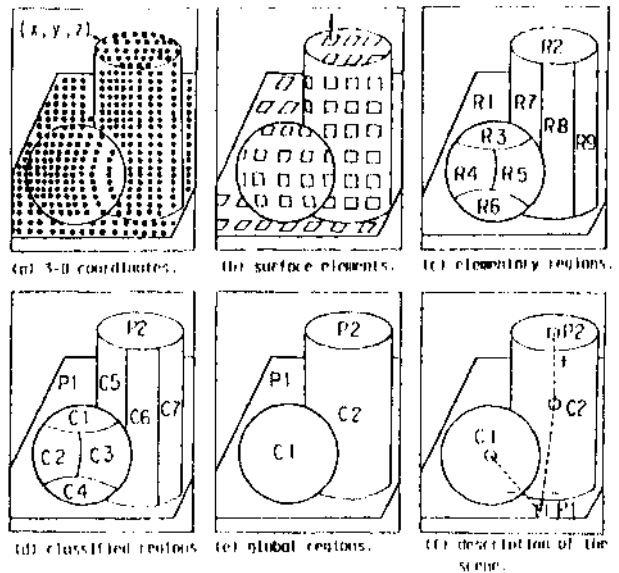 (x,y,z)
(a) 3-D coordinates.
(b) surface elements.
R2
R1 R7
R8
R9
R3
R4 R5
R6
(c) elementary regions.
P2
P1 C5
C6 C7
C1
C2 C3
C4
(d) classified regions
P2
P1
C2
C1
(e) global regions.
P2
C2
C1
P1
(f) description of the
scene.